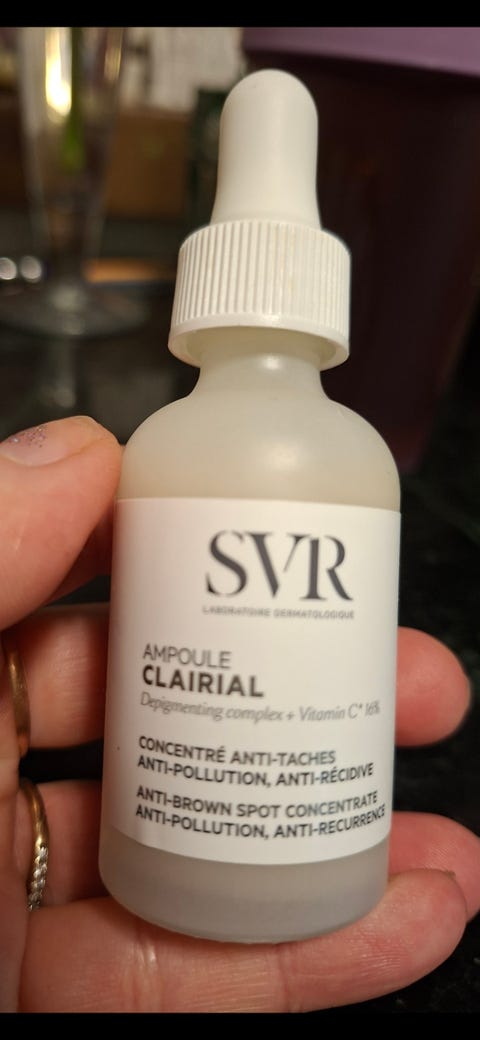 SVR
LABORATOIRE DERMATOLOGIQUE
AMPOULE
CLAIRIAL
Depigmenting complex + Vitamin C* 16%
CONCENTRÉ ANTI-TACHES
ANTI-POLLUTION, ANTI-RÉCIDIVE
ANTI-BROWN SPOT CONCENTRATE
ANTI-POLLUTION, ANTI-RECURRENCE